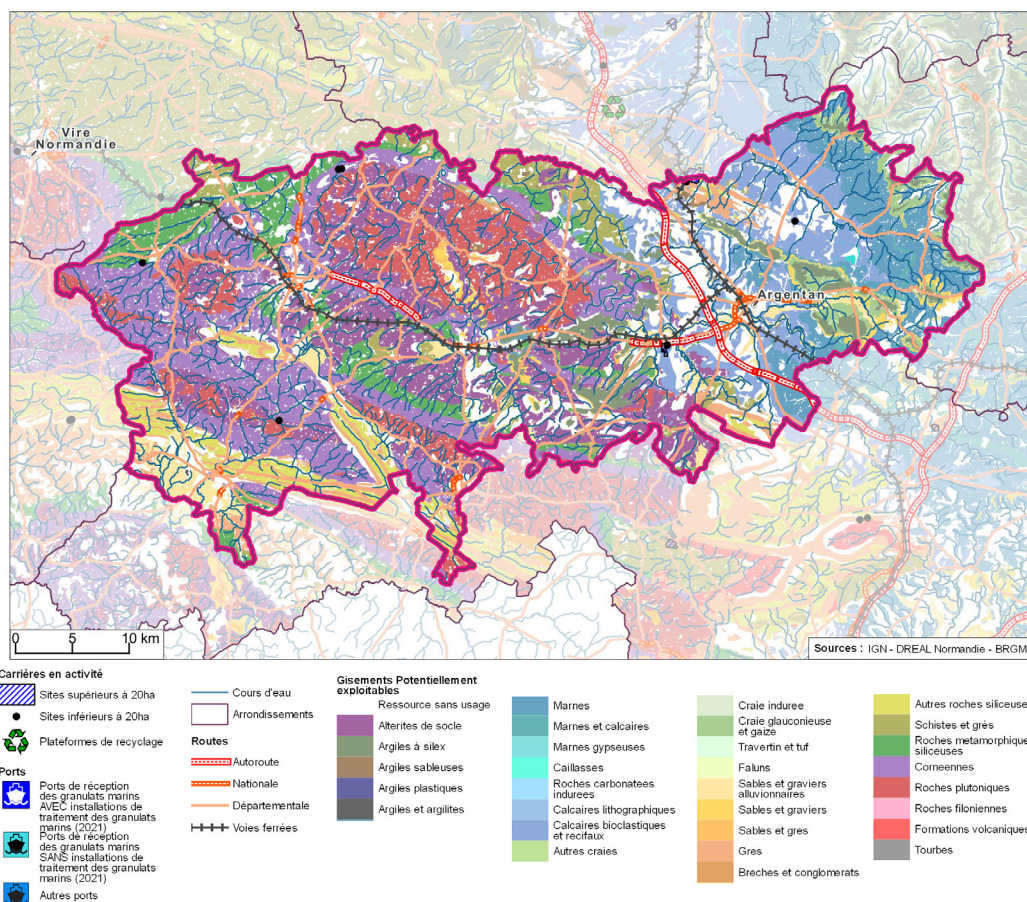 Vire
Normandie
Argentan
0 5 10 km
Sources : IGN - DREAL Normandie - BRGM
Carrières en activité
Sites supérieurs à 20ha
Sites inférieurs à 20ha
Plateformes de recyclage
Ports
Ports de réception
des granulats marins
AVEC installations de
traitement des granulats
marins (2021)
Ports de réception
des granulats marins
SANS installations de
traitement des granulats
marins (2021)
Autres ports
Cours d'eau
Arrondissements
Routes
Autoroute
Nationale
Départementale
Voies ferrées
Gisements Potentiellement
exploitables
Ressource sans usage
Alterites de socle
Argiles à silex
Argiles sableuses
Argiles plastiques
Argiles et argilites
Marnes
Marnes et calcaires
Marnes gypseuses
Caillasses
Roches carbonatees
indurees
Calcaires lithographiques
Calcaires bioclastiques
et recifaux
Autres craies
Craie induree
Craie glauconieuse
et gaize
Travertin et tuf
Faluns
Sables et graviers
alluvionnaires
Sables et graviers
Sables et gres
Gres
Breches et conglomerats
Autres roches siliceuse
Schistes et grès
Roches metamorphique
siliceuses
Corneennes
Roches plutoniques
Roches filoniennes
Formations volcaniques
Tourbes